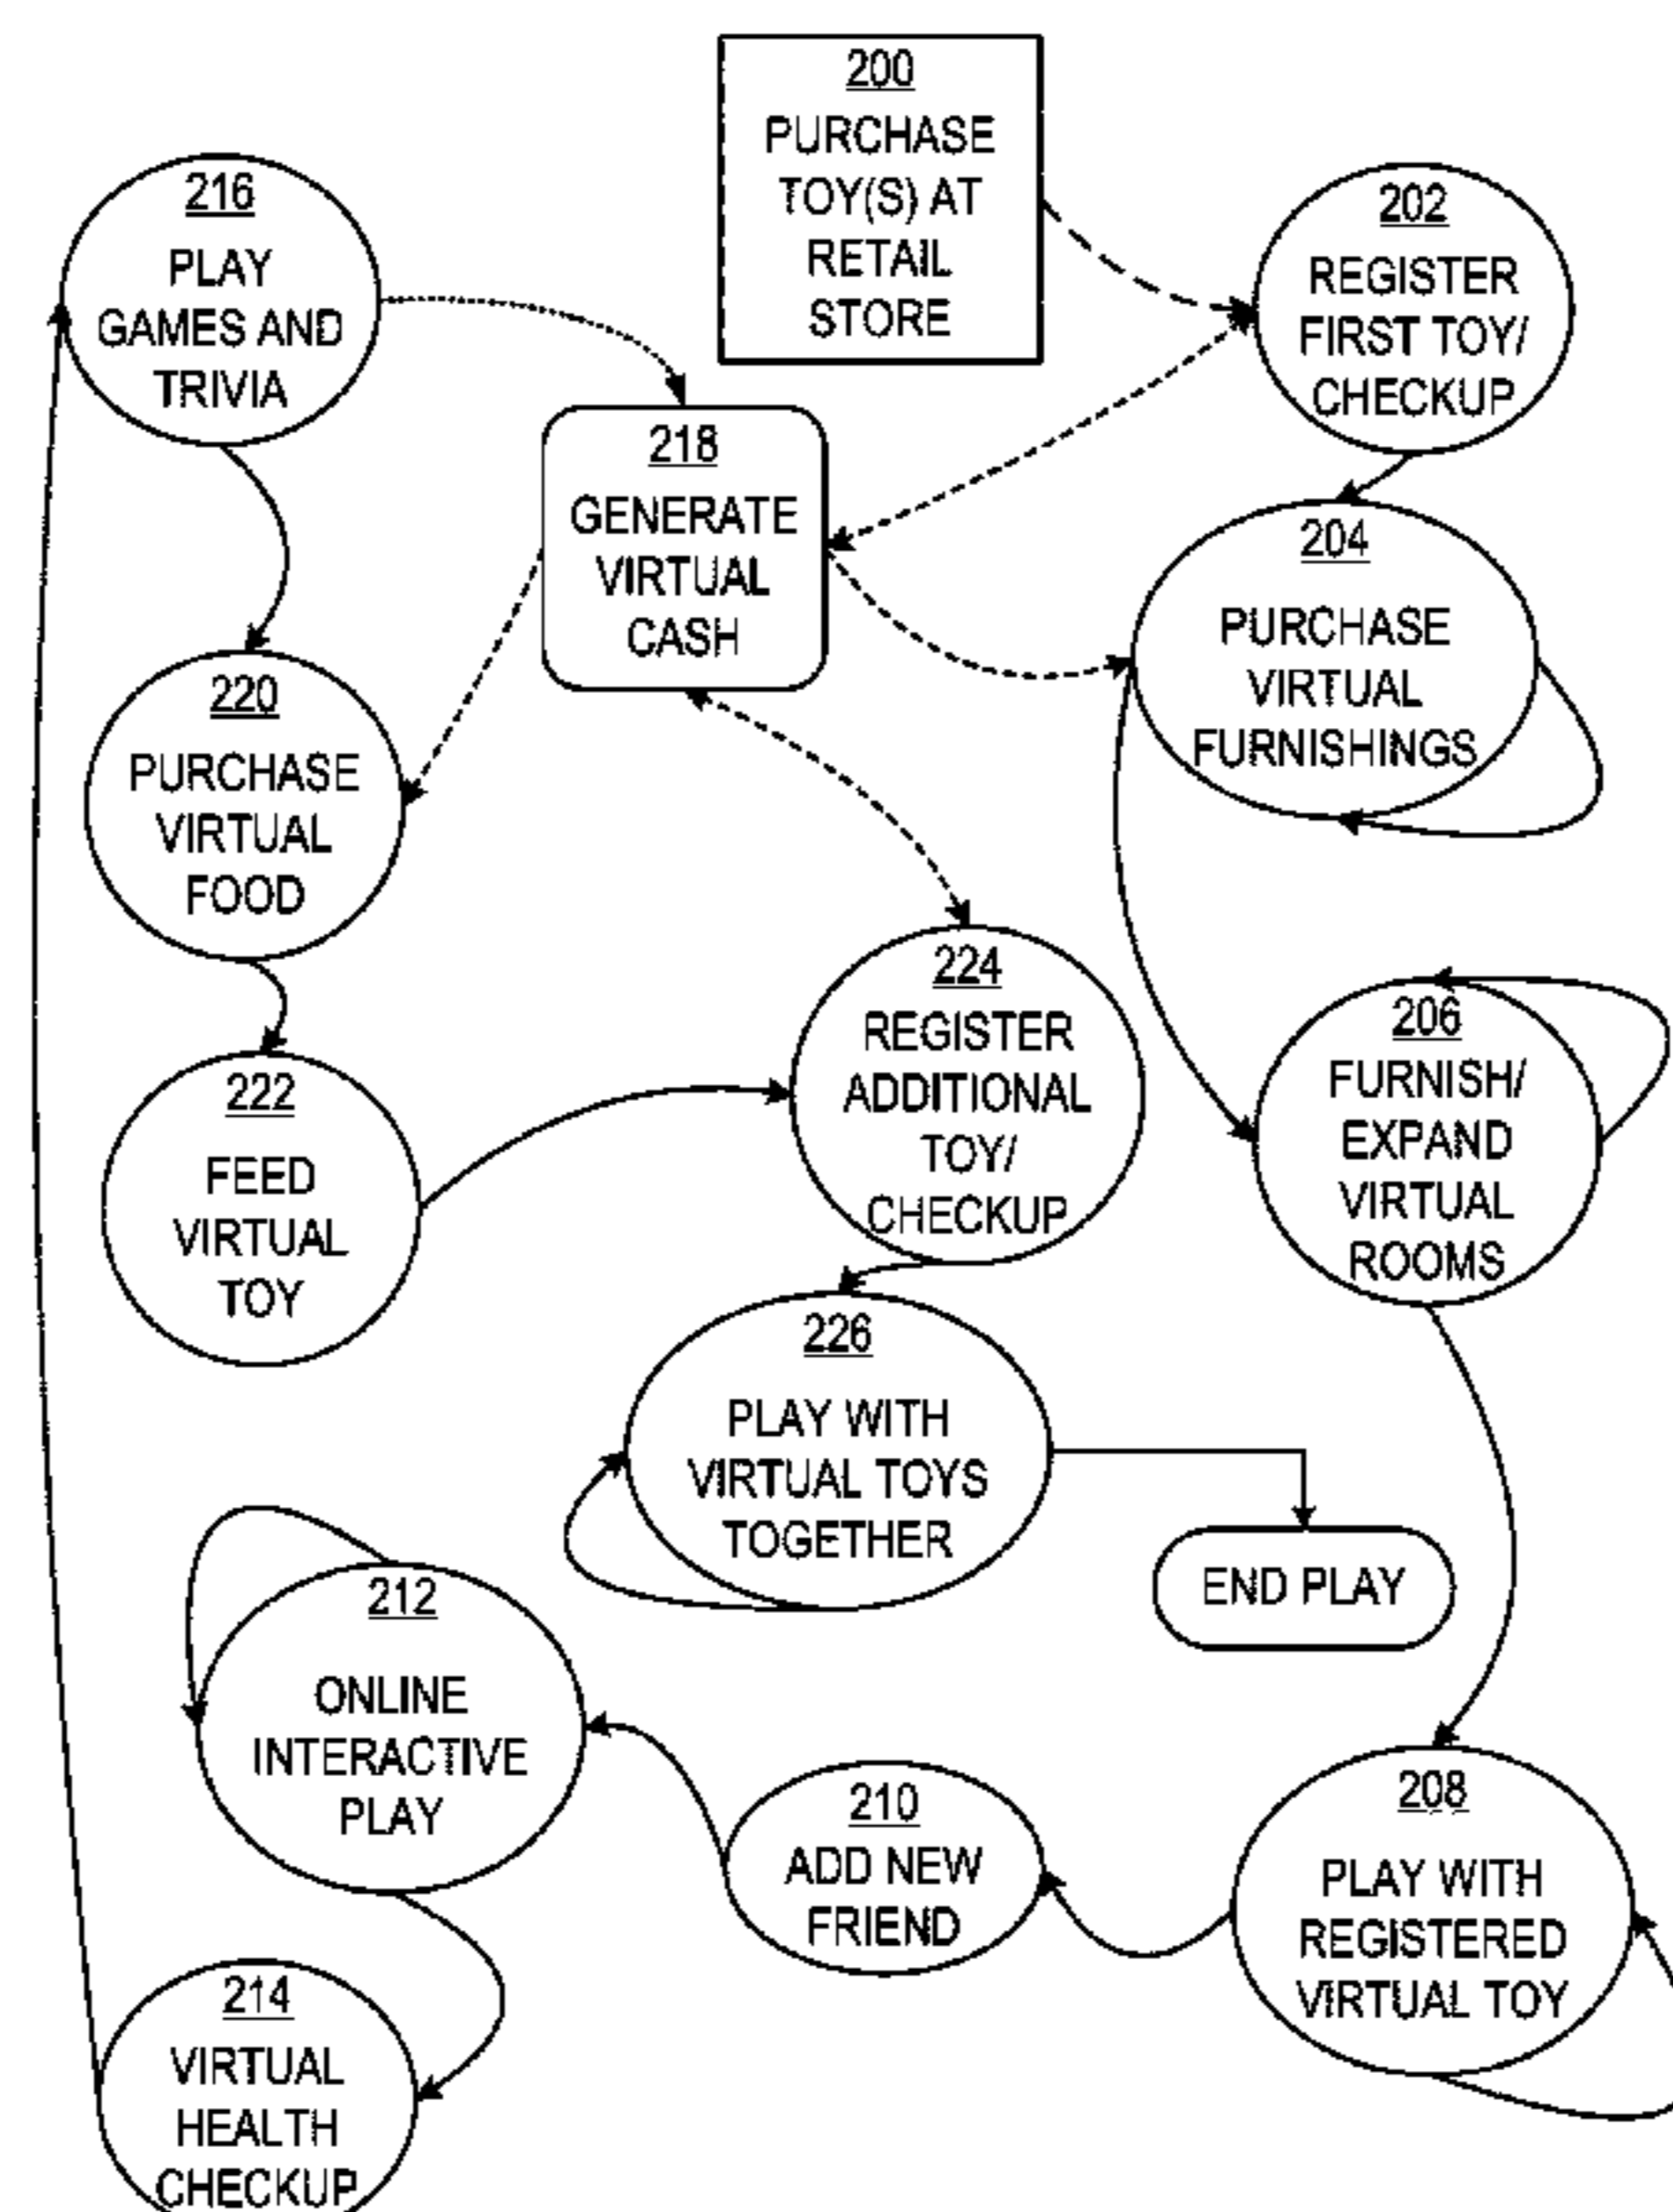 200
PURCHASE
TOY(S) AT
RETAIL
STORE
202
REGISTER
FIRST TOY/
CHECKUP
204
PURCHASE
VIRTUAL
FURNISHINGS
206
FURNISH/
EXPAND
VIRTUAL
ROOMS
208
PLAY WITH
REGISTERED
VIRTUAL TOY
210
ADD NEW
FRIEND
212
ONLINE
INTERACTIVE
PLAY
214
VIRTUAL
HEALTH
CHECKUP
216
PLAY
GAMES AND
TRIVIA
218
GENERATE
VIRTUAL
CASH
220
PURCHASE
VIRTUAL
FOOD
222
FEED
VIRTUAL
TOY
224
REGISTER
ADDITIONAL
TOY/
CHECKUP
226
PLAY WITH
VIRTUAL TOYS
TOGETHER
END PLAY